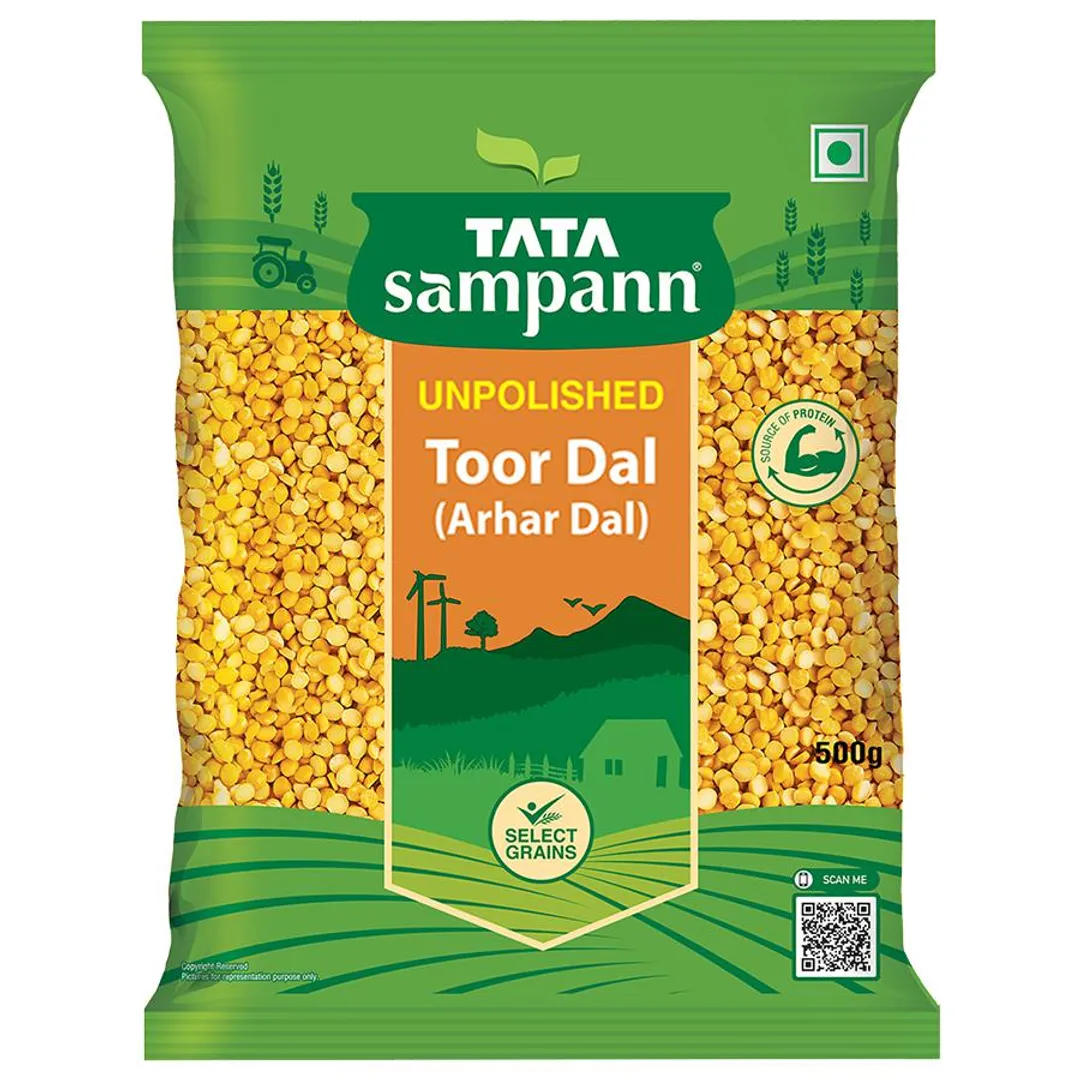 TATA
sampann®
UNPOLISHED
Toor Dal
(Arhar Dal)
SOURCE OF PROTEIN
500g
SELECT
GRAINS
SCAN ME
Copyright Reserved
Pictures for representation purpose only.